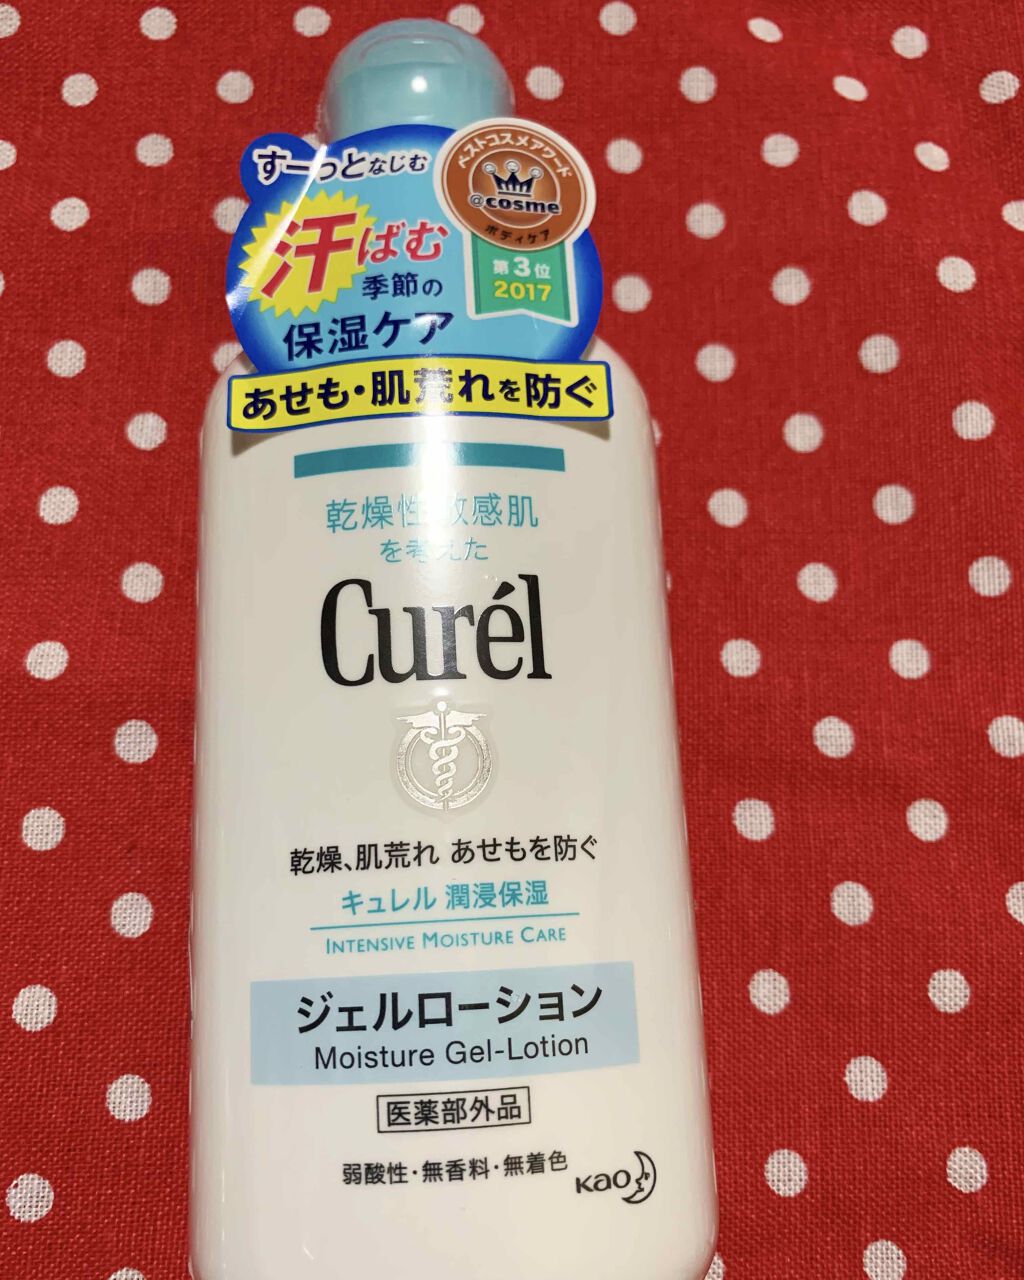 すーっとなじむ
汗ばむ
季節の
保湿ケア
ベストコスメアワード
@cosme
ボディケア
第3位
2017
あせも・肌荒れを防ぐ
乾燥性敏感肌
を考えた
Curél
乾燥、肌荒れ あせもを防ぐ
キュレル 潤浸保湿
INTENSIVE MOISTURE CARE
ジェルローション
Moisture Gel-Lotion
医薬部外品
弱酸性・無香料・無着色
Kao